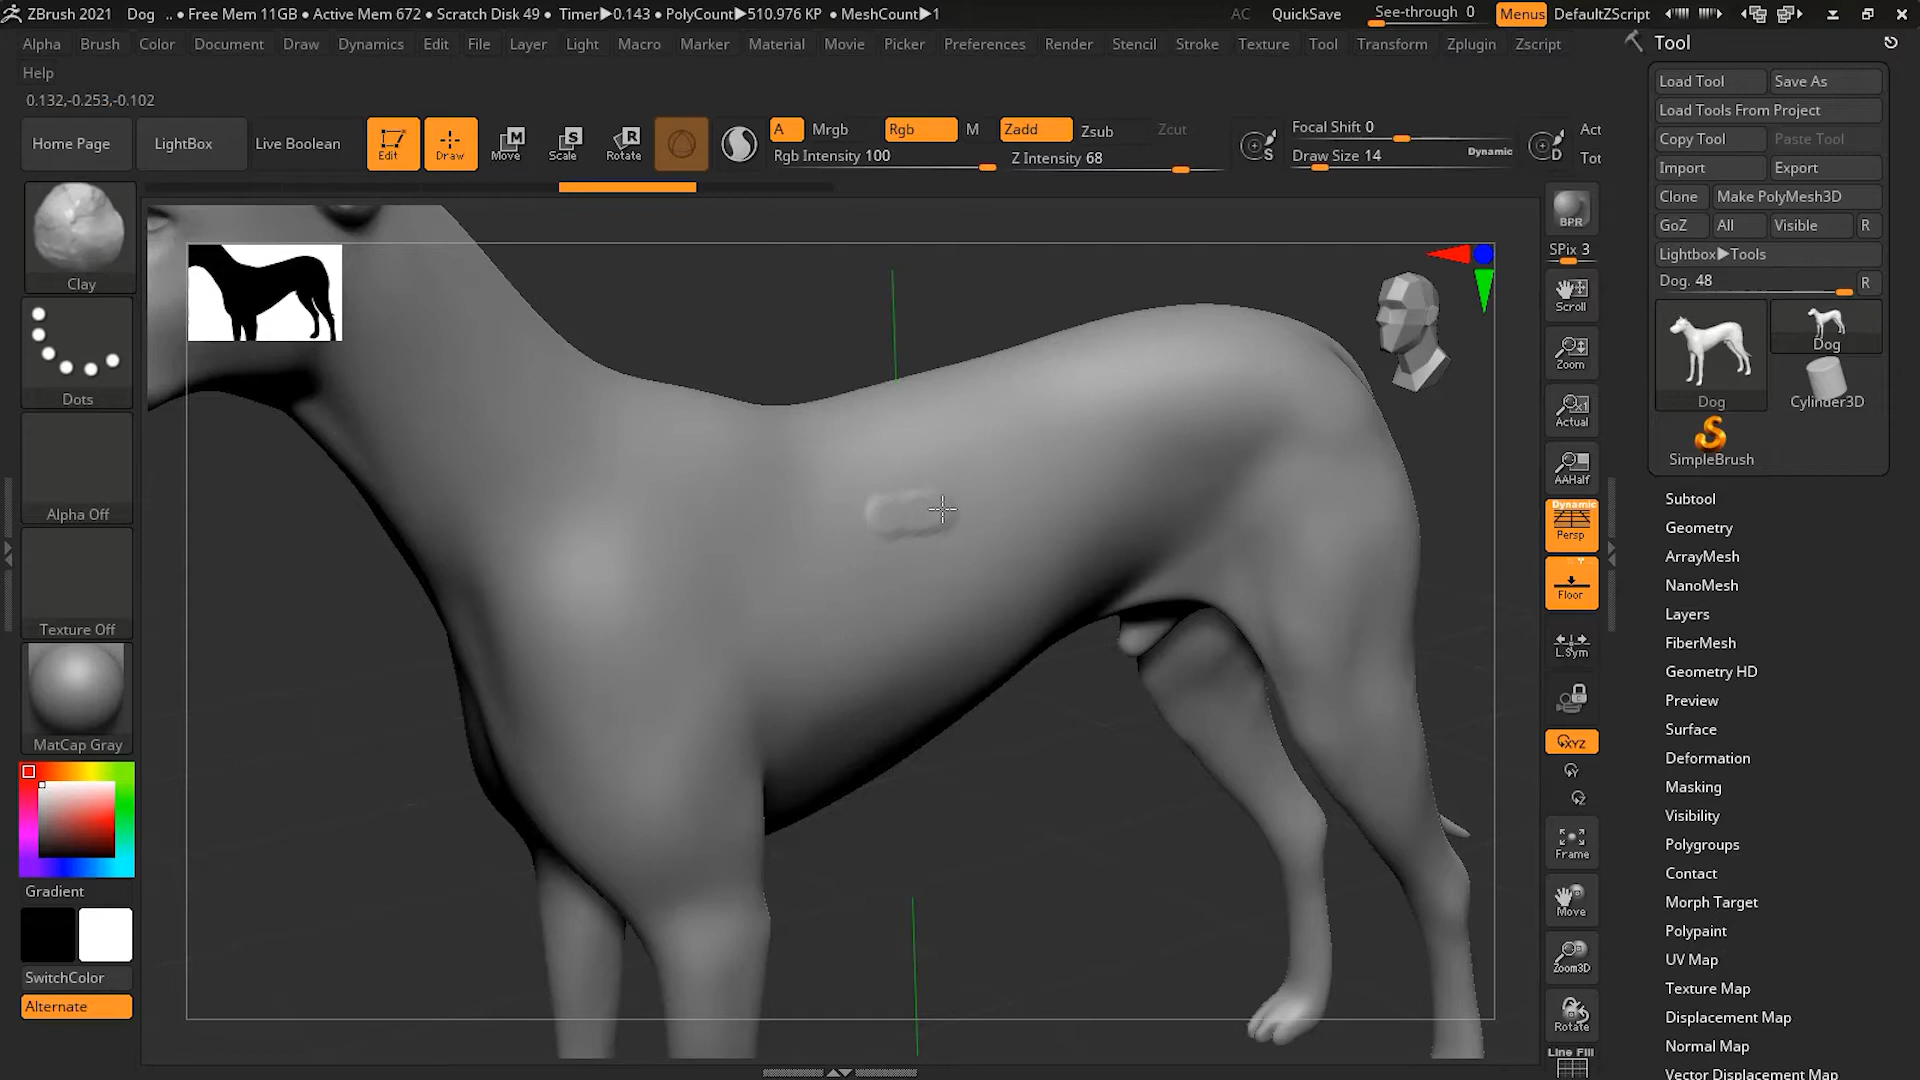 ZBrush 2021 Dog .. • Free Mem 11GB • Active Mem 672 • Scratch Disk 49 • Timer▶0.143 • PolyCount▶510.976 KP • MeshCount▶1 AC QuickSave See-through 0 Menus DefaultZScript
Alpha Brush Color Document Draw Dynamics Edit File Layer Light Macro Marker Material Movie Picker Preferences Render Stencil Stroke Texture Tool Transform Zplugin Zscript
Help
0.132,-0.253,-0.102
Home Page LightBox Live Boolean Edit Draw Move Scale Rotate
A Mrgb Rgb M Zadd Zsub Zcut
Rgb Intensity 100 Z Intensity 68
Focal Shift 0
Draw Size 14 Dynamic
Act
Tot
M
S
R
S
D
Clay
Dots
Alpha Off
Texture Off
MatCap Gray
Gradient
SwitchColor
Alternate
BPR
SPix 3
Scroll
Zoom
Actual
AAHalf
Dynamic
Persp
Floor
L.Sym
XYZ
Y
Z
Frame
Move
Zoom3D
Rotate
Line Fill
Tool
Load Tool Save As
Load Tools From Project
Copy Tool Paste Tool
Import Export
Clone Make PolyMesh3D
GoZ All Visible R
Lightbox▶Tools
Dog. 48 R
Dog
Dog
Cylinder3D
SimpleBrush
Subtool
Geometry
ArrayMesh
NanoMesh
Layers
FiberMesh
Geometry HD
Preview
Surface
Deformation
Masking
Visibility
Polygroups
Contact
Morph Target
Polypaint
UV Map
Texture Map
Displacement Map
Normal Map
Vector Displacement Map